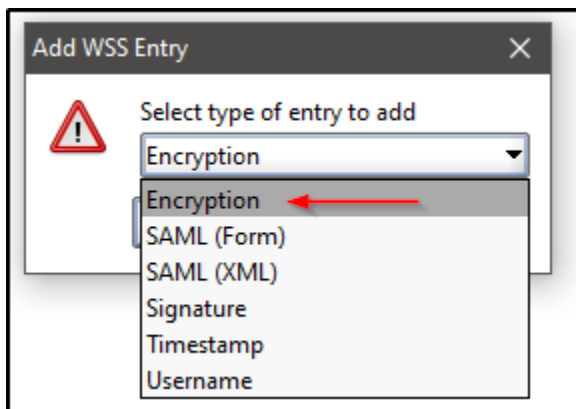 Add WSS Entry
Select type of entry to add
Encryption
Encryption
SAML (Form)
SAML (XML)
Signature
Timestamp
Username